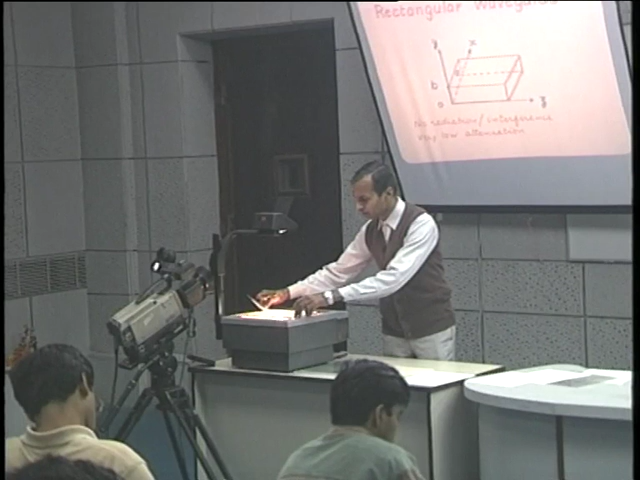 Rectangular Waveguide
y
x
b
o
z
No radiation/interference
very low attenuation